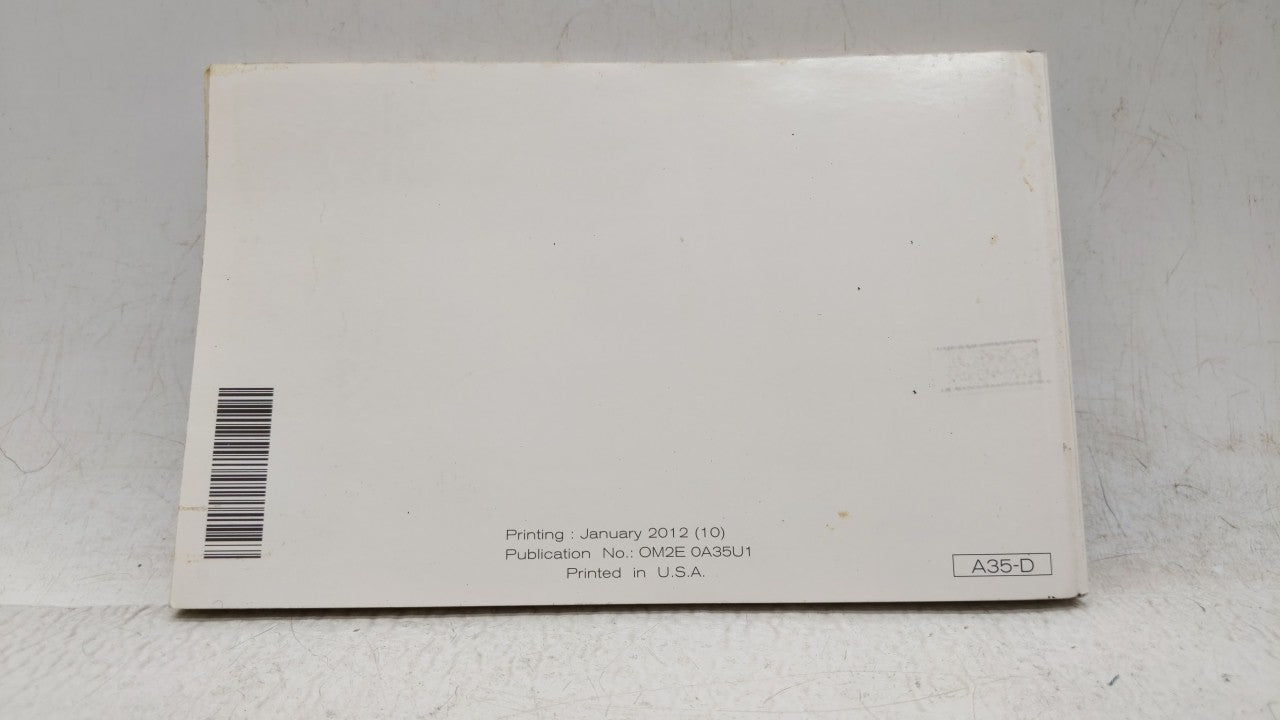 Printing : January 2012 (10)
Publication No.: OM2E 0A35U1
Printed in U.S.A.
A35-D